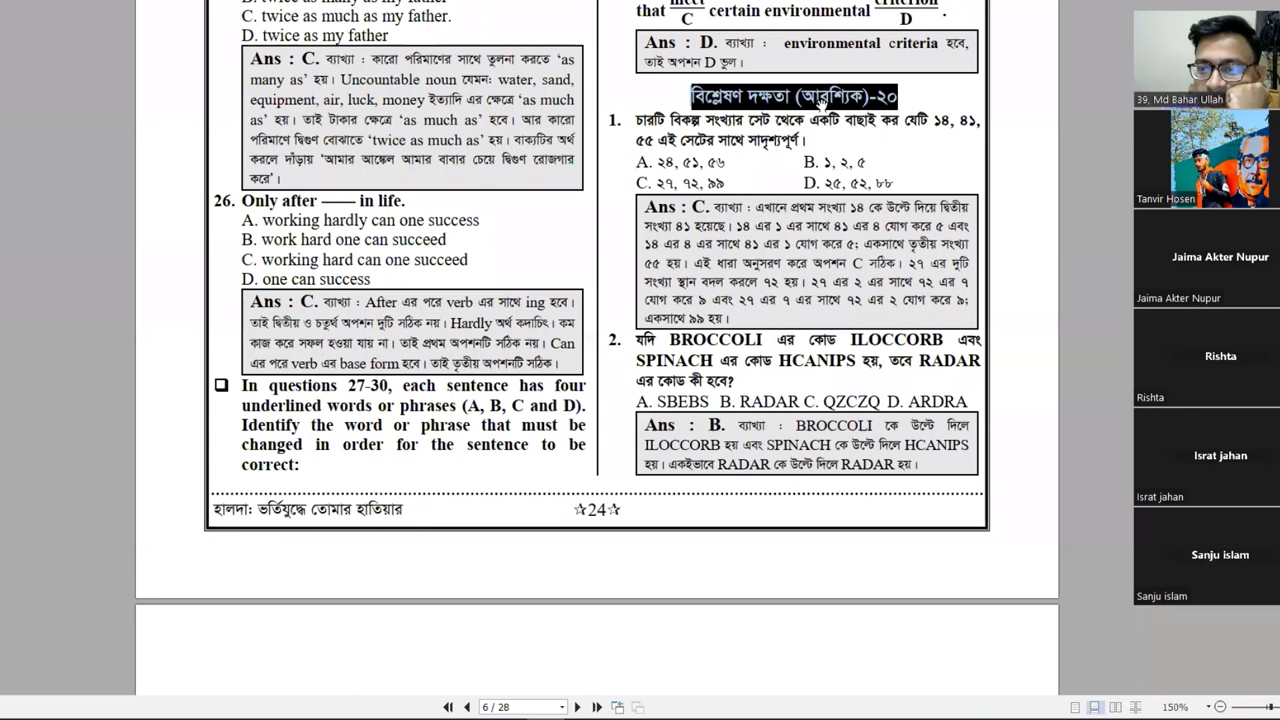 C. twice as much as my father.
D. twice as my father
Ans : C. ব্যাখ্যা : কারো পরিমাণের সাথে তুলনা করতে ‘as
many as’ হয়। Uncountable noun যেমন: water, sand,
equipment, air, luck, money ইত্যাদি এর ক্ষেত্রে ‘as much
as’ হয়। তাই টাকার ক্ষেত্রে ‘as much as’ হবে। আর কারো
পরিমাণে দ্বিগুণ বোঝাতে ‘twice as much as’ হয়। বাক্যটির অর্থ
করলে দাঁড়ায় ‘আমার আঙ্কেল আমার বাবার চেয়ে দ্বিগুণ রোজগার
করে’।
26. Only after —— in life.
A. working hardly can one success
B. work hard one can succeed
C. working hard can one succeed
D. one can success
Ans : C. ব্যাখ্যা : After এর পরে verb এর সাথে ing হবে।
তাই দ্বিতীয় ও চতুর্থ অপশন দুটি সঠিক নয়। Hardly অর্থ কদাচিৎ। কম
কাজ করে সফল হওয়া যায় না। তাই প্রথম অপশনটি সঠিক নয়। Can
এর পরে verb এর base form হবে। তাই তৃতীয় অপশনটি সঠিক।
❑ In questions 27-30, each sentence has four
underlined words or phrases (A, B, C and D).
Identify the word or phrase that must be
changed in order for the sentence to be
correct:
that meet certain environmental criterion .
C D
Ans : D. ব্যাখ্যা : environmental criteria হবে,
তাই অপশন D ভুল।
বিশ্লেষণ দক্ষতা (আবশ্যিক)-২০
1. চারটি বিকল্প সংখ্যার সেট থেকে একটি বাছাই কর যেটি ১৪, ৪১,
৫৫ এই সেটের সাথে সাদৃশ্যপূর্ণ।
A. ২৪, ৫১, ৫৬ B. ১, ২, ৫
C. ২৭, ৭২, ৯৯ D. ২৫, ৫২, ৮৮
Ans : C. ব্যাখ্যা : এখানে প্রথম সংখ্যা ১৪ কে উল্টে দিয়ে দ্বিতীয়
সংখ্যা ৪১ হয়েছে। ১৪ এর ১ এর সাথে ৪১ এর ৪ যোগ করে ৫ এবং
১৪ এর ৪ এর সাথে ৪১ এর ১ যোগ করে ৫; একসাথে তৃতীয় সংখ্যা
৫৫ হয়। এই ধারা অনুসরণ করে অপশন C সঠিক। ২৭ এর দুটি
সংখ্যা স্থান বদল করলে ৭২ হয়। ২৭ এর ২ এর সাথে ৭২ এর ৭
যোগ করে ৯ এবং ২৭ এর ৭ এর সাথে ৭২ এর ২ যোগ করে ৯;
একসাথে ৯৯ হয়।
2. যদি BROCCOLI এর কোড ILOCCORB এবং
SPINACH এর কোড HCANIPS হয়, তবে RADAR
এর কোড কী হবে?
A. SBEBS B. RADAR C. QZCZQ D. ARDRA
Ans : B. ব্যাখ্যা : BROCCOLI কে উল্টে দিলে
ILOCCORB হয় এবং SPINACH কে উল্টে দিলে HCANIPS
হয়। একইভাবে RADAR কে উল্টে দিলে RADAR হয়।
হালদা: ভর্তিযুদ্ধে তোমার হাতিয়ার
☆24☆
39, Md Bahar Ullah
Tanvir Hosen
Jaima Akter Nupur
Jaima Akter Nupur
Rishta
Rishta
Israt jahan
Israt jahan
Sanju islam
Sanju islam
6 / 28
150%